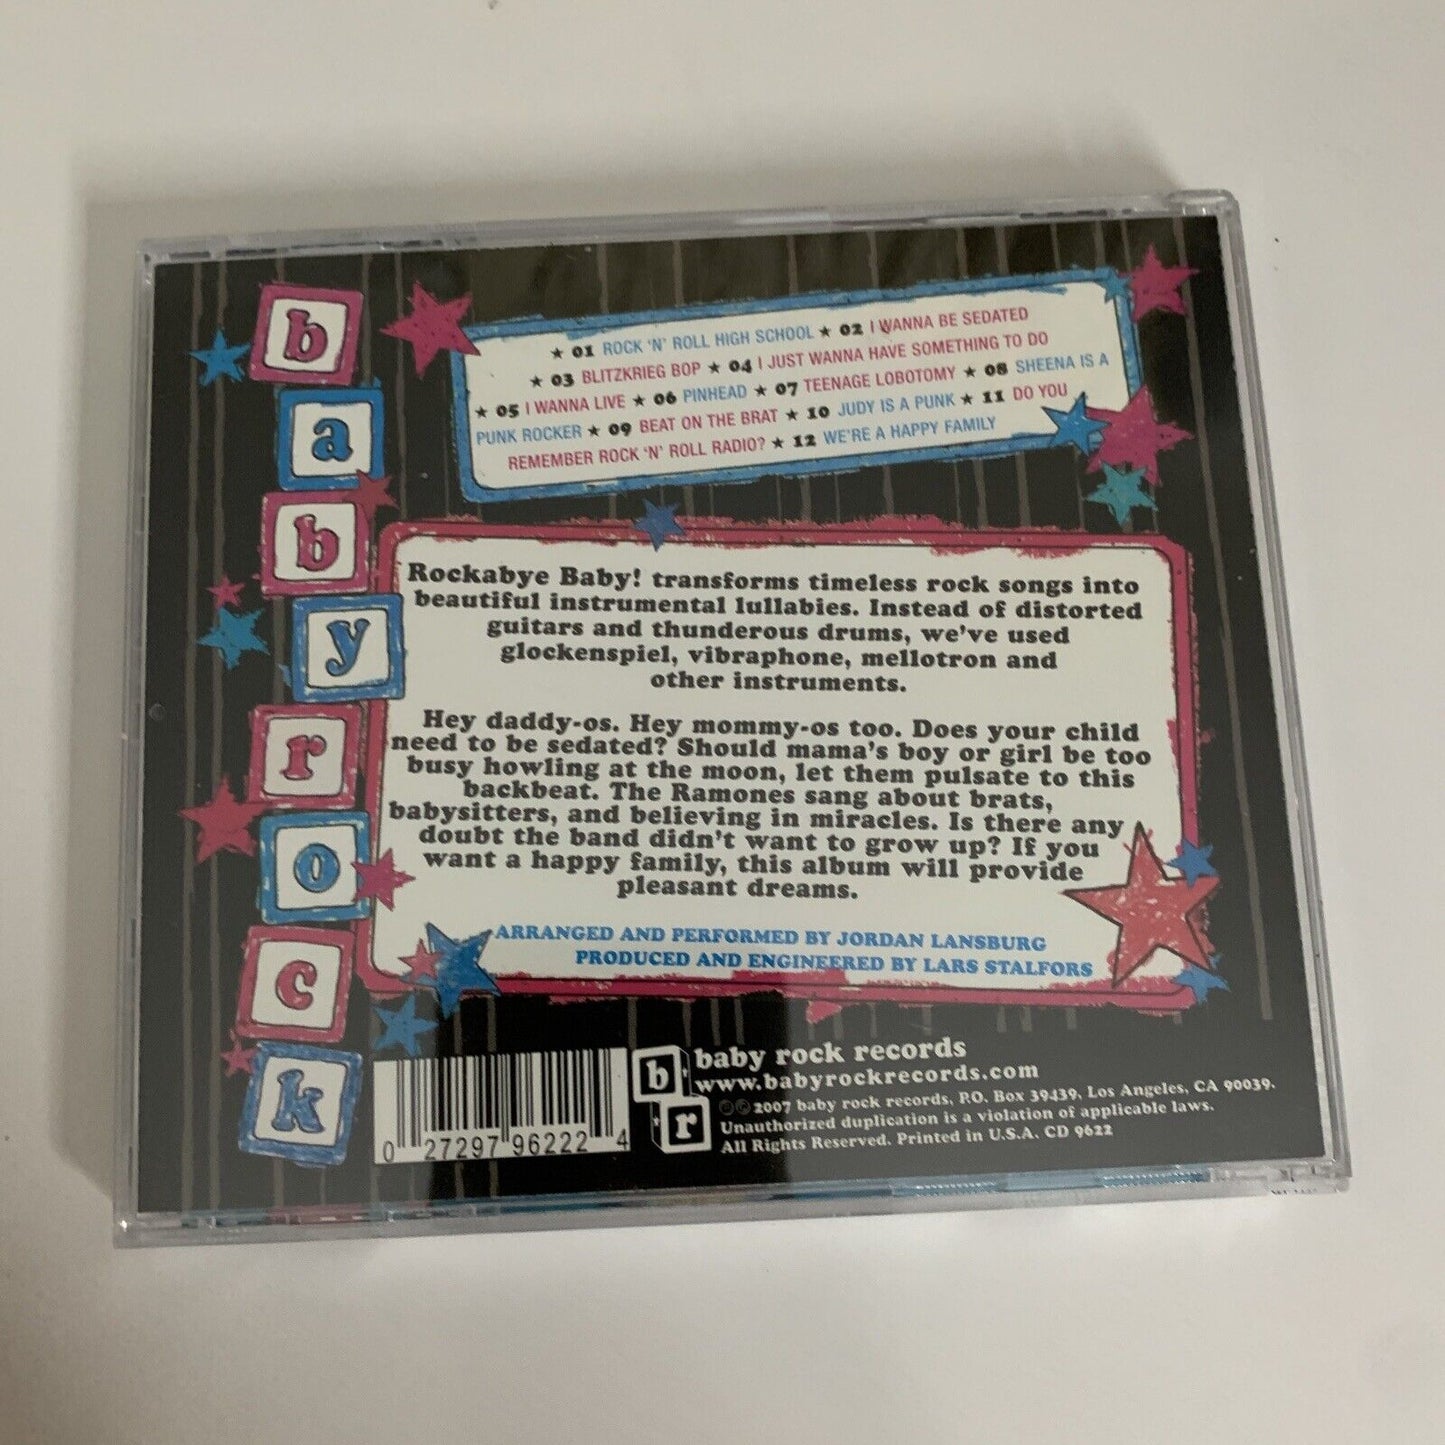 b
a
b
y
r
o
c
k
★ 01 ROCK 'N' ROLL HIGH SCHOOL ★ 02 I WANNA BE SEDATED
★ 03 BLITZKRIEG BOP ★ 04 I JUST WANNA HAVE SOMETHING TO DO
★ 05 I WANNA LIVE ★ 06 PINHEAD ★ 07 TEENAGE LOBOTOMY ★ 08 SHEENA IS A
PUNK ROCKER ★ 09 BEAT ON THE BRAT ★ 10 JUDY IS A PUNK ★ 11 DO YOU
REMEMBER ROCK 'N' ROLL RADIO? ★ 12 WE'RE A HAPPY FAMILY
Rockabye Baby! transforms timeless rock songs into
beautiful instrumental lullabies. Instead of distorted
guitars and thunderous drums, we've used
glockenspiel, vibraphone, mellotron and
other instruments.
Hey daddy-os. Hey mommy-os too. Does your child
need to be sedated? Should mama's boy or girl be too
busy howling at the moon, let them pulsate to this
backbeat. The Ramones sang about brats,
babysitters, and believing in miracles. Is there any
doubt the band didn't want to grow up? If you
want a happy family, this album will provide
pleasant dreams.
ARRANGED AND PERFORMED BY JORDAN LANSBURG
PRODUCED AND ENGINEERED BY LARS STALFORS
0 27297 96222 4
b
r
baby rock records
www.babyrockrecords.com
℗© 2007 baby rock records, P.O. Box 39439, Los Angeles, CA 90039.
Unauthorized duplication is a violation of applicable laws.
All Rights Reserved. Printed in U.S.A. CD 9622